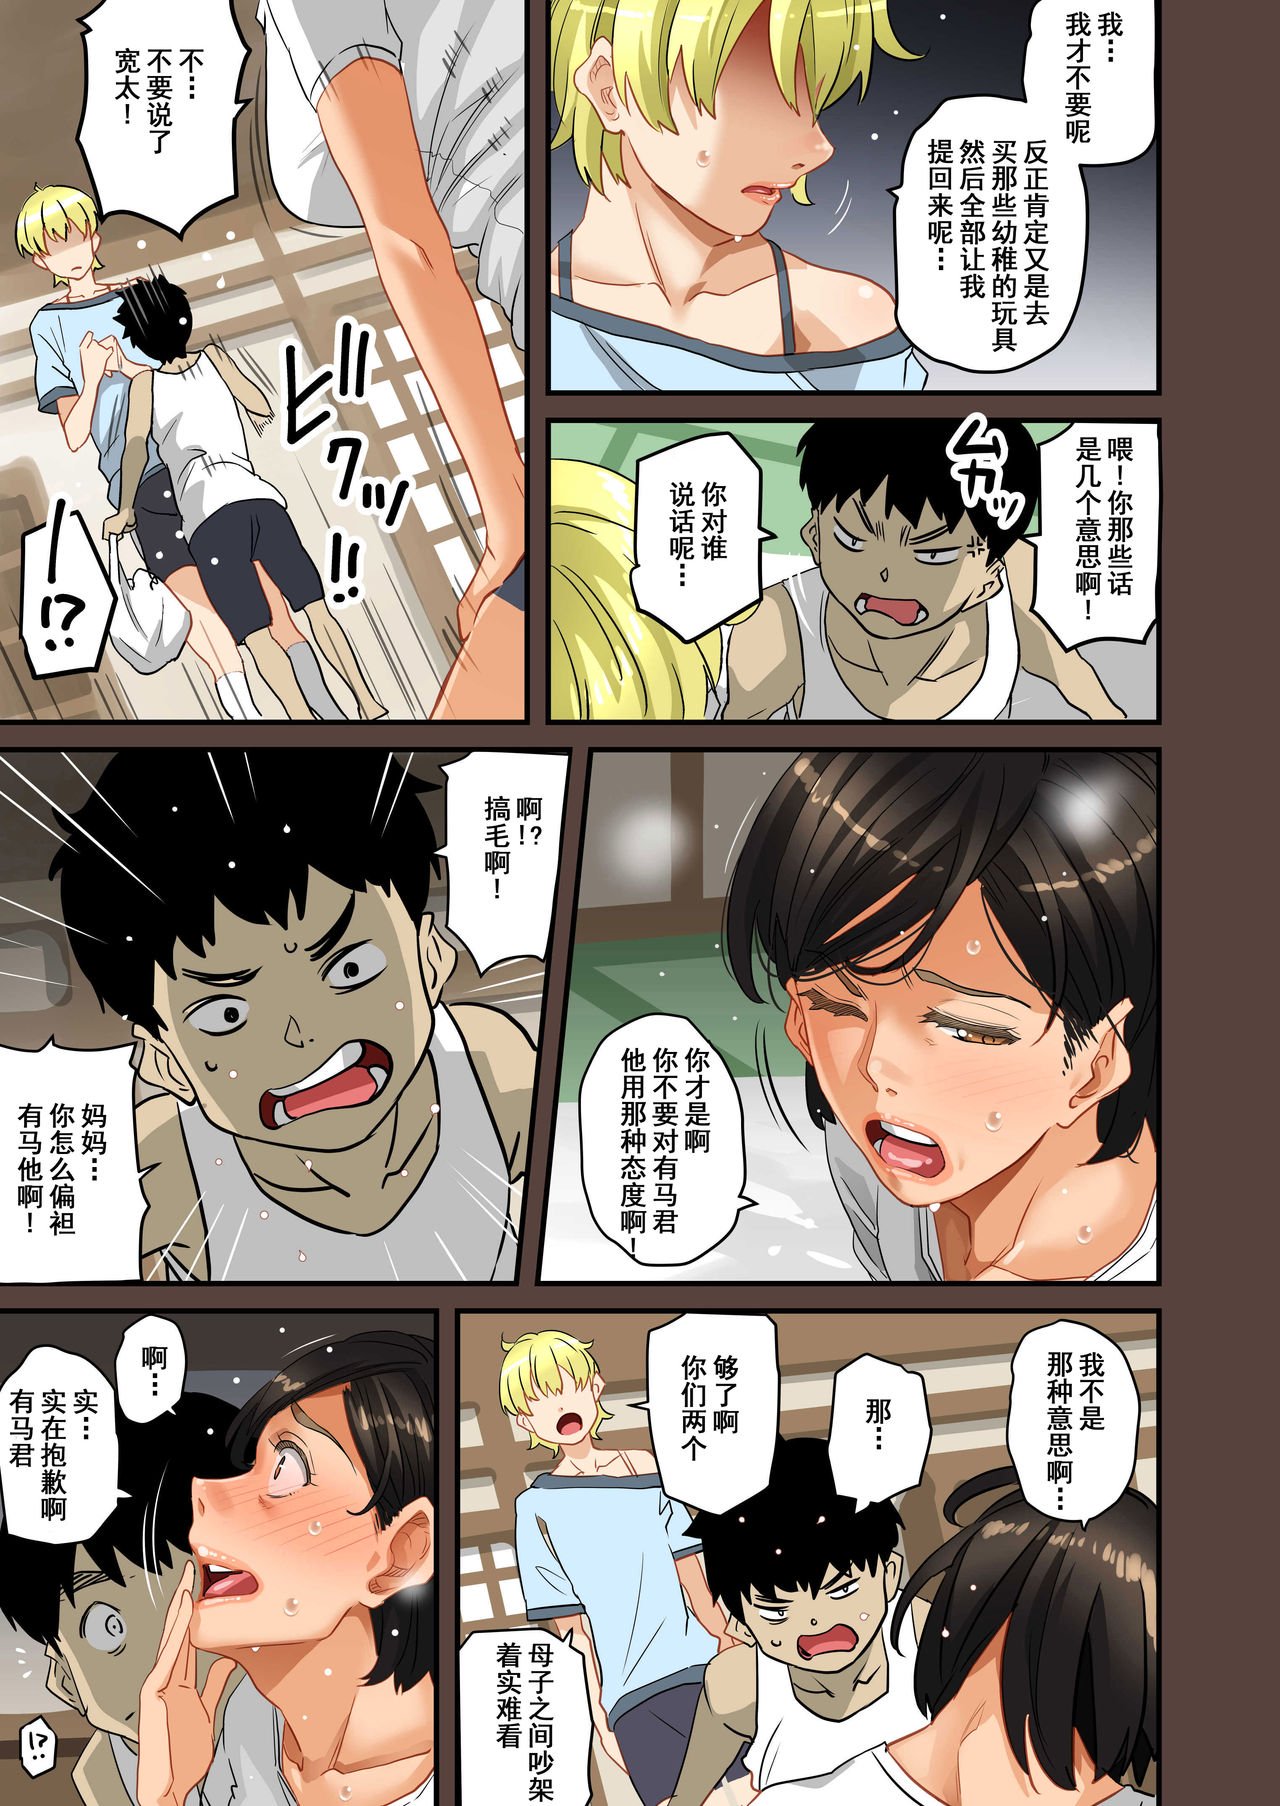 我…
我才不要呢
反正肯定又是去
买那些幼稚的玩具
然后全部让我
提回来呢…
喂！你那些话
是几个意思啊！
ムカッ
你对谁
说话呢…
不…
不要说了
宽太！
ビクッ!!
!?
你才是啊
你不要对有马君
他用那种态度啊！
啊!?
搞毛啊！
妈妈…
你怎么偏袒
有马他啊！
我不是
那种意思啊…
那…
够了啊
你们两个
母子之间吵架
着实难看
啊…
实…
实在抱歉啊
有马君
!?